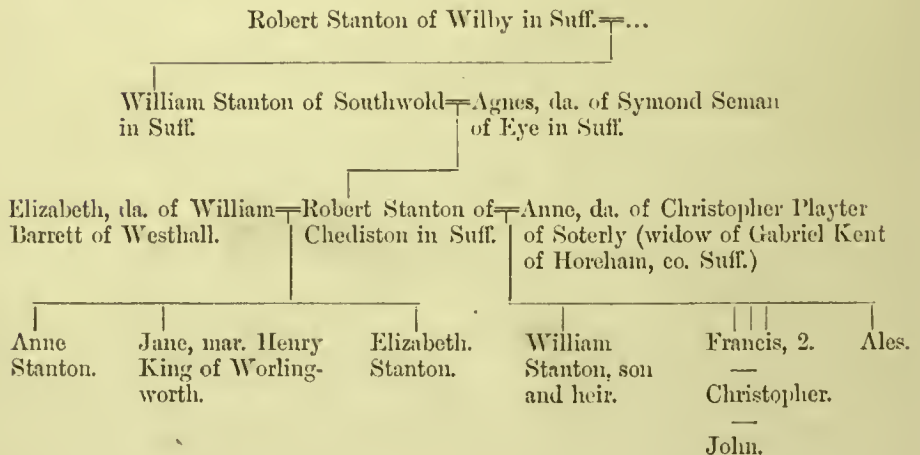 Robert Stanton of Wilby in Suff.=...
William Stanton of Southwold=Agnes, da. of Symond Seman
in Suff.
of Eye in Suff.
Elizabeth, da. of William=Robert Stanton of=Anne, da. of Christopher Playter
Barrett of Westhall.
Chediston in Suff.
of Soterly (widow of Gabriel Kent
of Horeham, co. Suff.)
Anne
Stanton.
Jane, mar. Henry
King of Worling-
worth.
Elizabeth.
Stanton.
William
Stanton, son
and heir.
Francis, 2.
—
Christopher.
—
John.
Ales.